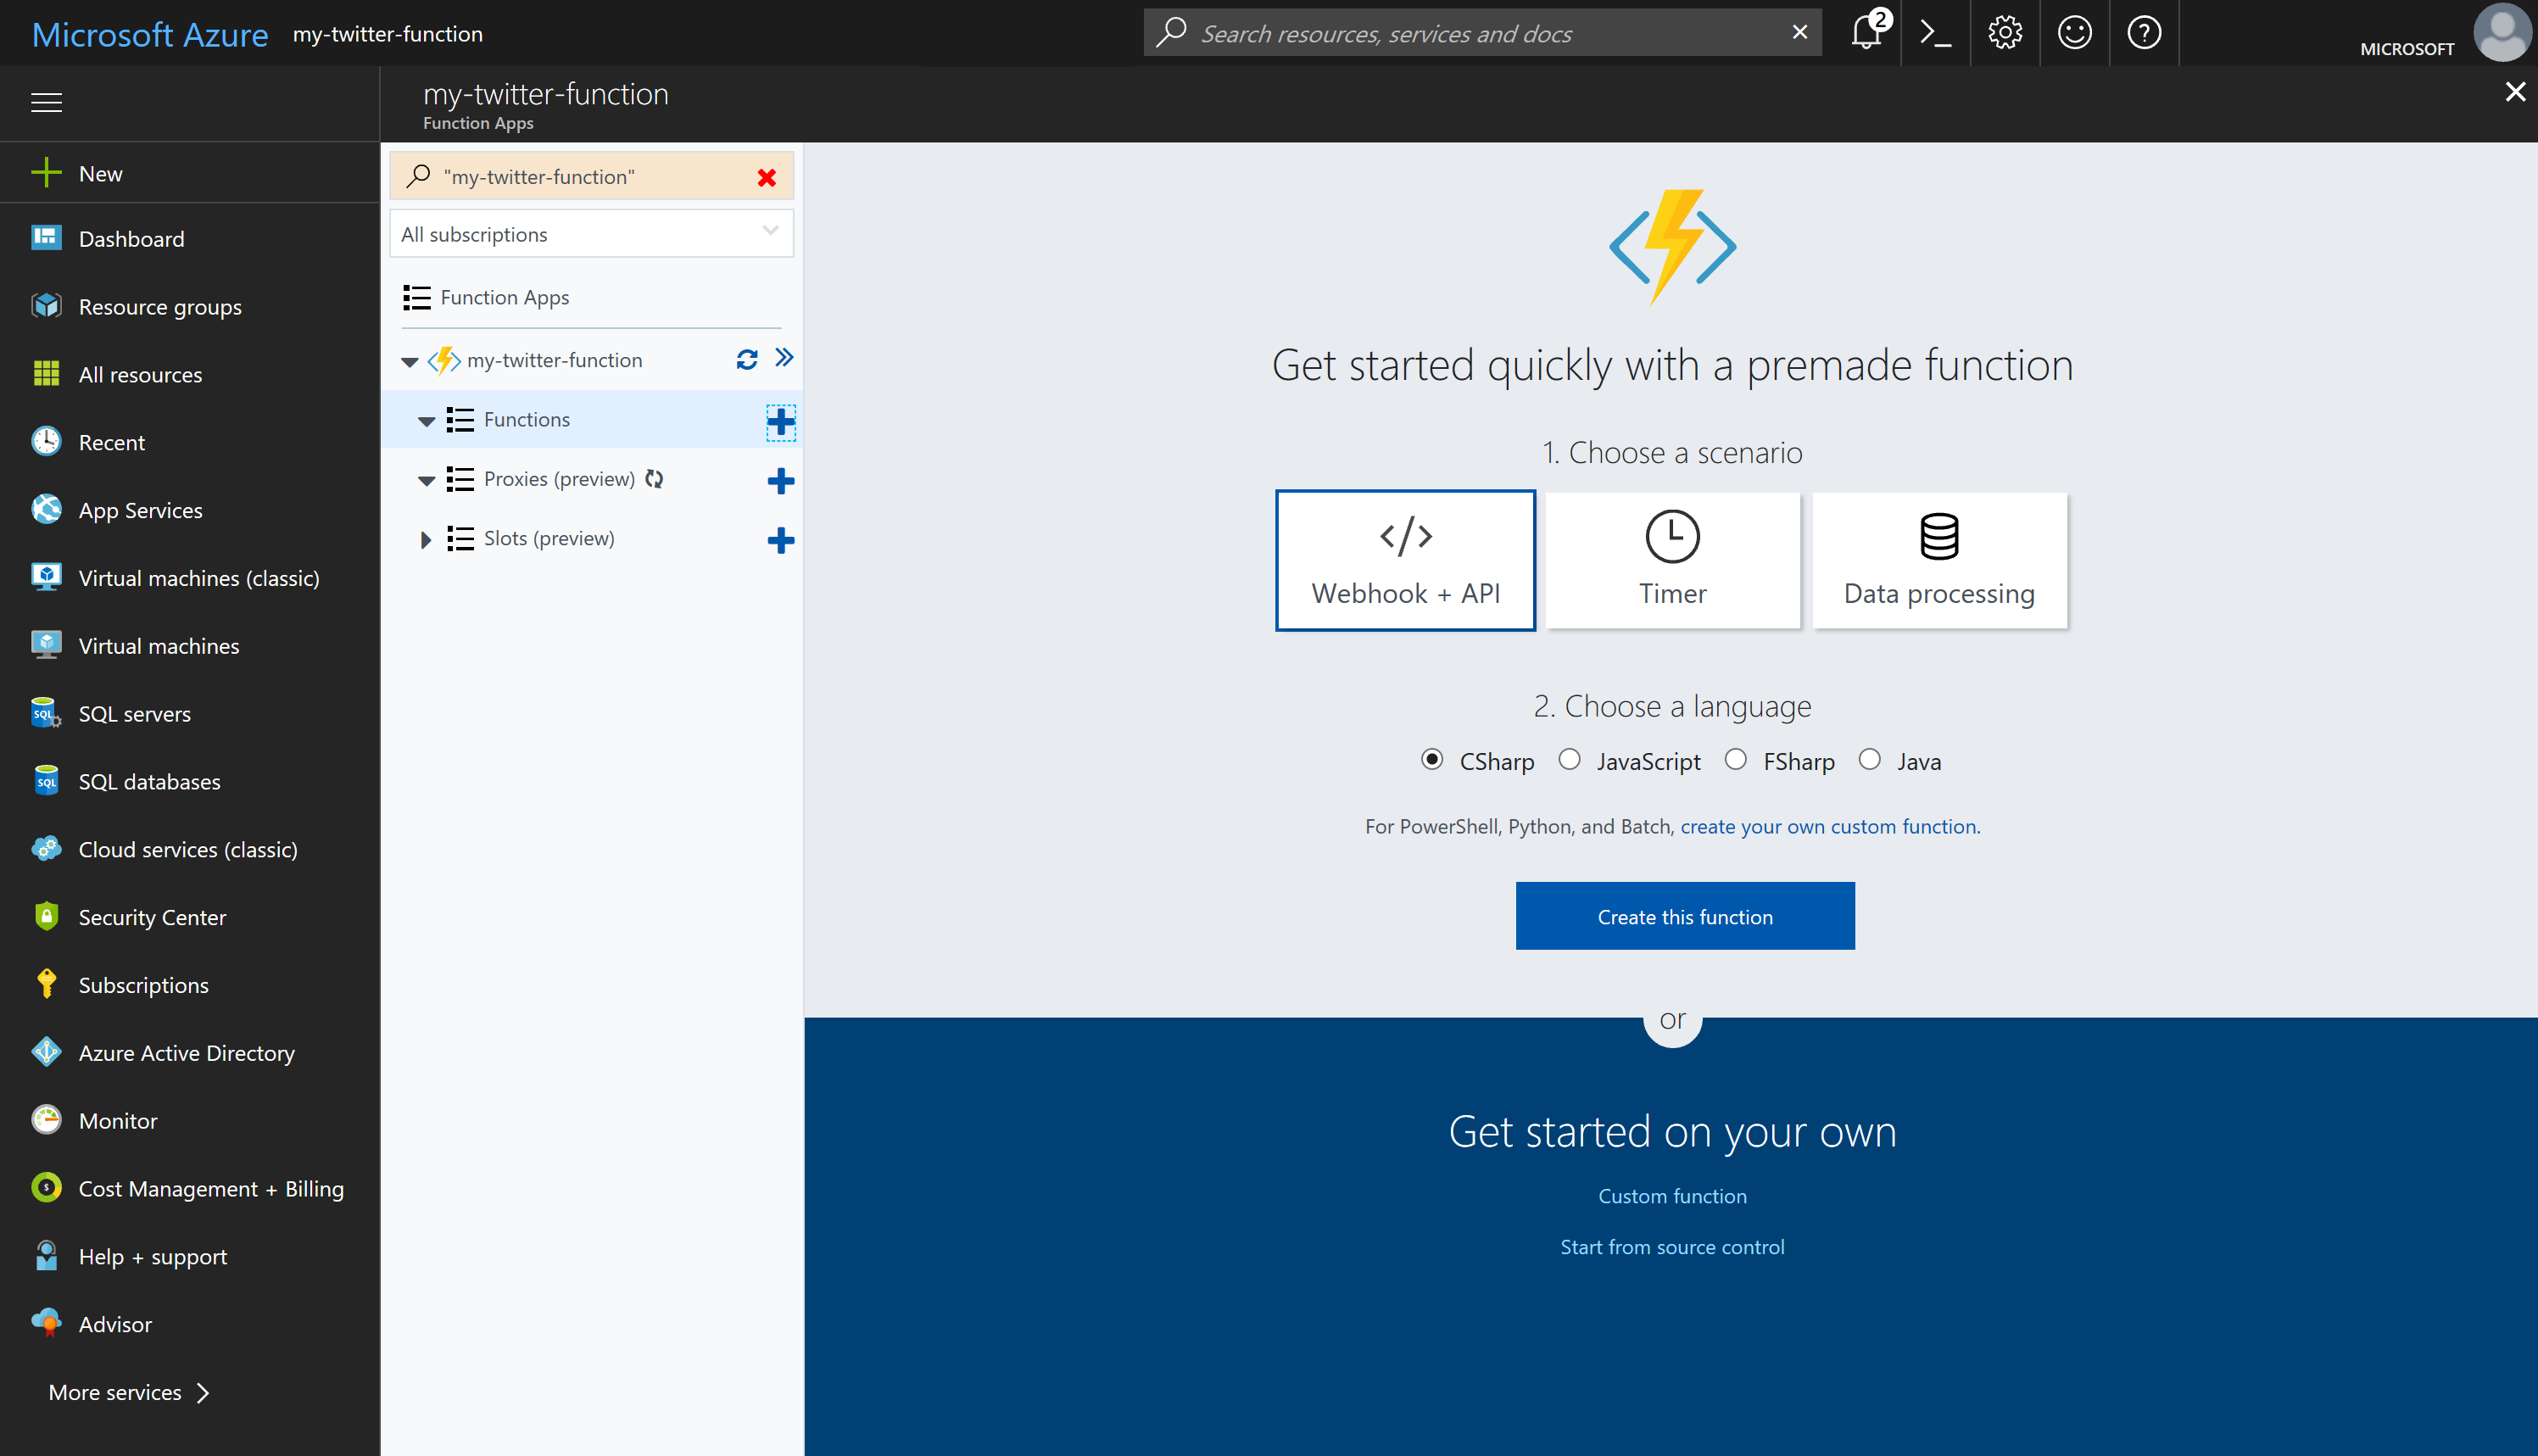 Microsoft Azure my-twitter-function
Search resources, services and docs
2
MICROSOFT
my-twitter-function
Function Apps
New
Dashboard
Resource groups
All resources
Recent
App Services
Virtual machines (classic)
Virtual machines
SQL servers
SQL databases
Cloud services (classic)
Security Center
Subscriptions
Azure Active Directory
Monitor
Cost Management + Billing
Help + support
Advisor
More services
"my-twitter-function"
All subscriptions
Function Apps
my-twitter-function
Functions
Proxies (preview)
Slots (preview)
Get started quickly with a premade function
1. Choose a scenario
Webhook + API
Timer
Data processing
2. Choose a language
CSharp JavaScript FSharp Java
For PowerShell, Python, and Batch, create your own custom function.
Create this function
or
Get started on your own
Custom function
Start from source control